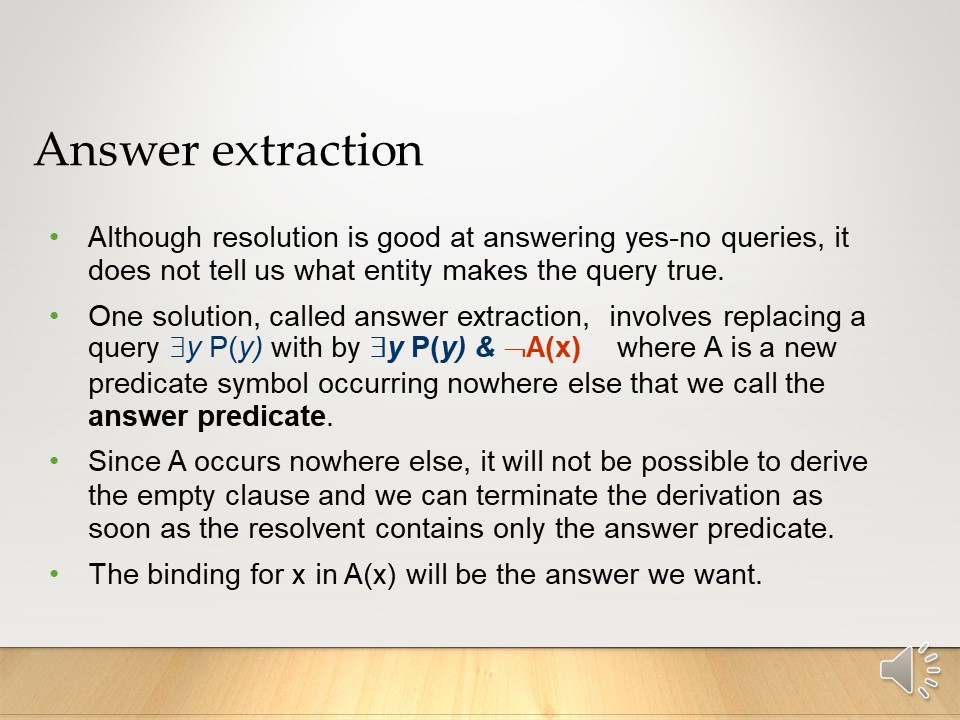 Answer extraction
• Although resolution is good at answering yes-no queries, it
does not tell us what entity makes the query true.
• One solution, called answer extraction, involves replacing a
query ∃y P(y) with by ∃y P(y) & ¬A(x) where A is a new
predicate symbol occurring nowhere else that we call the
answer predicate.
• Since A occurs nowhere else, it will not be possible to derive
the empty clause and we can terminate the derivation as
soon as the resolvent contains only the answer predicate.
• The binding for x in A(x) will be the answer we want.